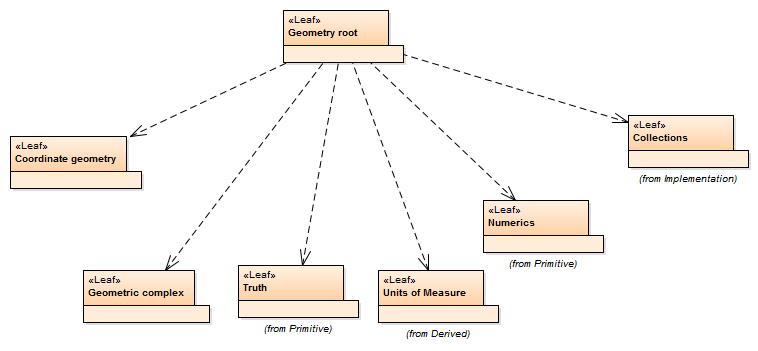 «Leaf»
Geometry root
«Leaf»
Coordinate geometry
«Leaf»
Collections
(from Implementation)
«Leaf»
Numerics
(from Primitive)
«Leaf»
Geometric complex
«Leaf»
Truth
(from Primitive)
«Leaf»
Units of Measure
(from Derived)